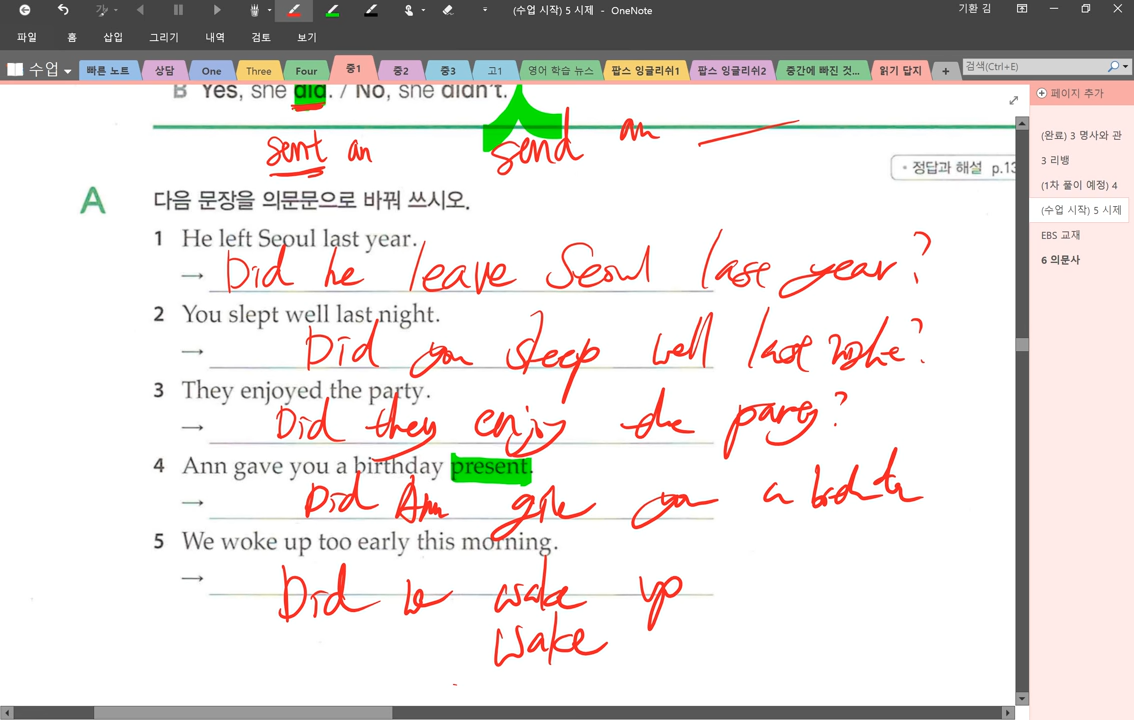 (수업 시작) 5 시제 - OneNote
기환 김
파일 홈 삽입 그리기 내역 검토 보기
수업 빠른 노트 상담 One Three Four 중1 중2 중3 고1 영어 학습 뉴스 팝스 잉글리쉬1 팝스 잉글리쉬2 중간에 빠진 것... 읽기 답지 + 검색(Ctrl+E)
페이지 추가
(완료) 3 명사와 관
3 리뱅
(1차 풀이 예정) 4
(수업 시작) 5 시제
EBS 교재
6 의문사
B Yes, she did. / No, she didn't.
sent an send an
정답과 해설 p.13
A 다음 문장을 의문문으로 바꿔 쓰시오.
1 He left Seoul last year.
→ Did he leave Seoul last year?
2 You slept well last night.
→ Did you sleep well last ?
3 They enjoyed the party.
→ Did they enjoy the party?
4 Ann gave you a birthday present.
→ Did Ann give you a
5 We woke up too early this morning.
→ Did wake up
wake